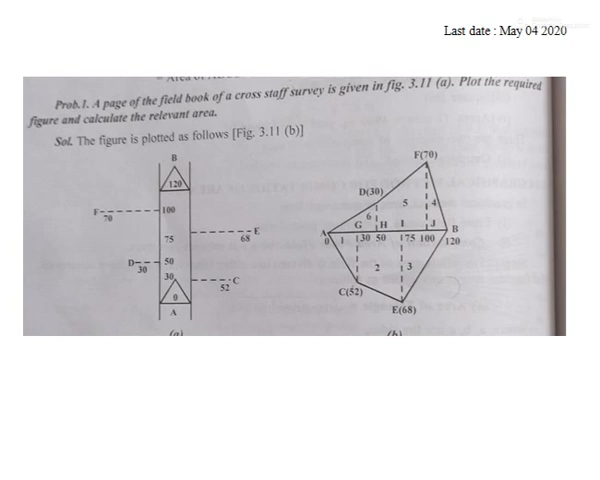 Last date : May 04 2020
Prob.1. A page of the field book of a cross staff survey is given in fig. 3.11 (a). Plot the required
figure and calculate the relevant area.
Sol. The figure is plotted as follows [Fig. 3.11 (b)]
B
120
F 100
70
75 E
68
D 50
30
30 C
52
0
A
(a)
F(70)
D(30)
5 4
6
A G H I J B
0 1 30 50 75 100 120
2 3
C(52)
E(68)
(b)